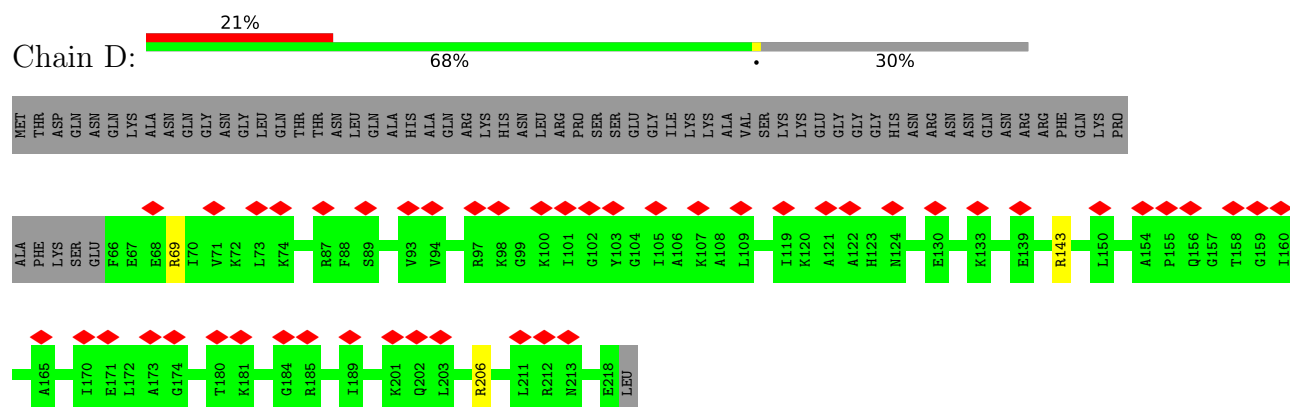 21%
Chain D:
68% • 30%
MET THR ASP GLN ASN GLN LYS ALA ASN GLN GLY ASN GLY LEU GLN THR THR ASN LEU GLN ALA HIS ALA GLN ARG LYS HIS ASN LEU ARG PRO SER SER GLU GLY ILE LYS LYS ALA VAL SER LYS LYS GLU GLY GLY GLY HIS ASN ARG ASN ASN GLN ASN ARG ARG PHE GLN LYS PRO
ALA PHE LYS SER GLU F66 E67 E68 R69 I70 V71 K72 L73 K74 R87 F88 S89 V93 V94 R97 K98 G99 K100 I101 G102 Y103 G104 I105 A106 K107 A108 L109 I119 K120 A121 A122 H123 N124 E130 K133 E139 R143 L150 A154 P155 Q156 G157 T158 G159 I160
A165 I170 E171 L172 A173 G174 T180 K181 G184 R185 I189 K201 Q202 L203 R206 L211 R212 N213 E218 LEU